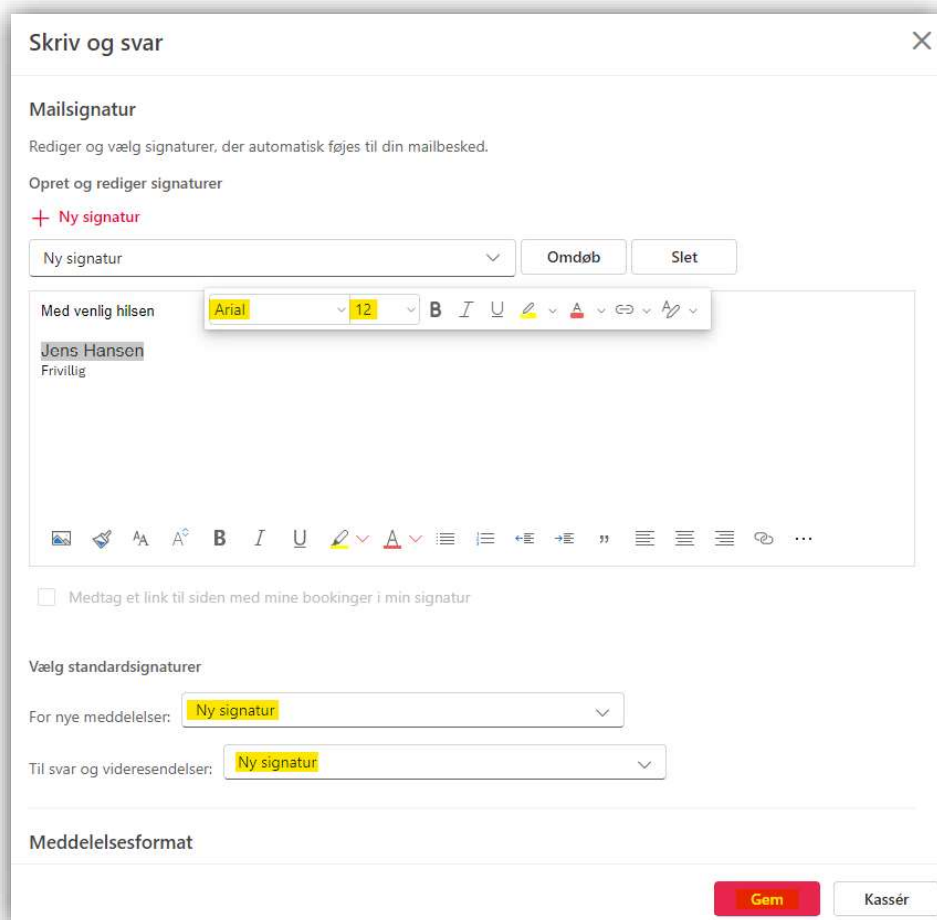 Skriv og svar
Mailsignatur
Rediger og vælg signaturer, der automatisk føjes til din mailbesked.
Opret og rediger signaturer
Ny signatur
Ny signatur Omdøb Slet
Med venlig hilsen Arial 12 B I U A
Jens Hansen
Frivillig
B I U A
Medtag et link til siden med mine bookinger i min signatur
Vælg standardsignaturer
For nye meddelelser: Ny signatur
Til svar og videresendelser: Ny signatur
Meddelelsesformat
Gem Kassér